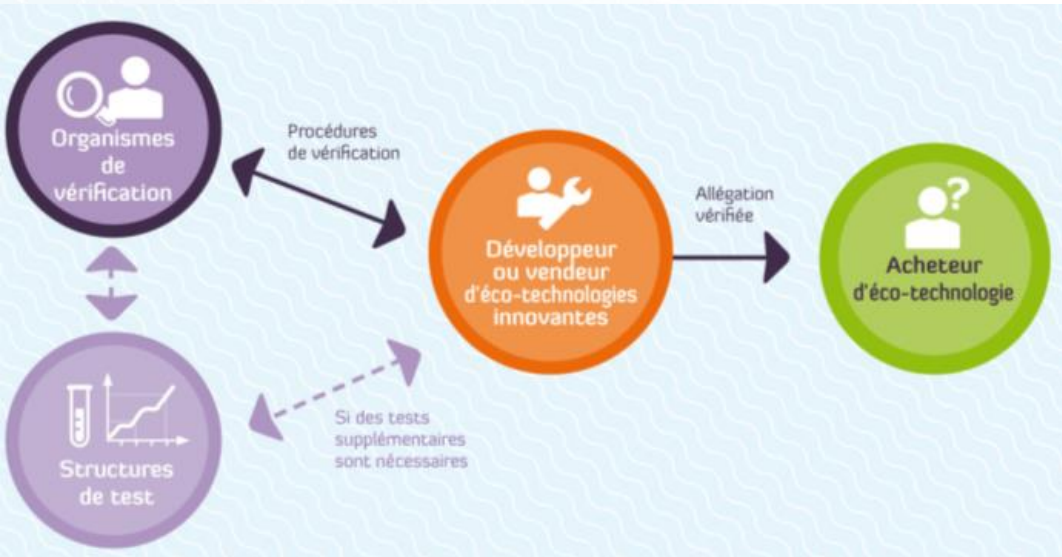 Organismes
de
vérification
Procédures
de vérification
Développeur
ou vendeur
d'éco-technologies
innovantes
Allégation
vérifiée
Acheteur
d'éco-technologie
Structures
de test
Si des tests
supplémentaires
sont nécessaires